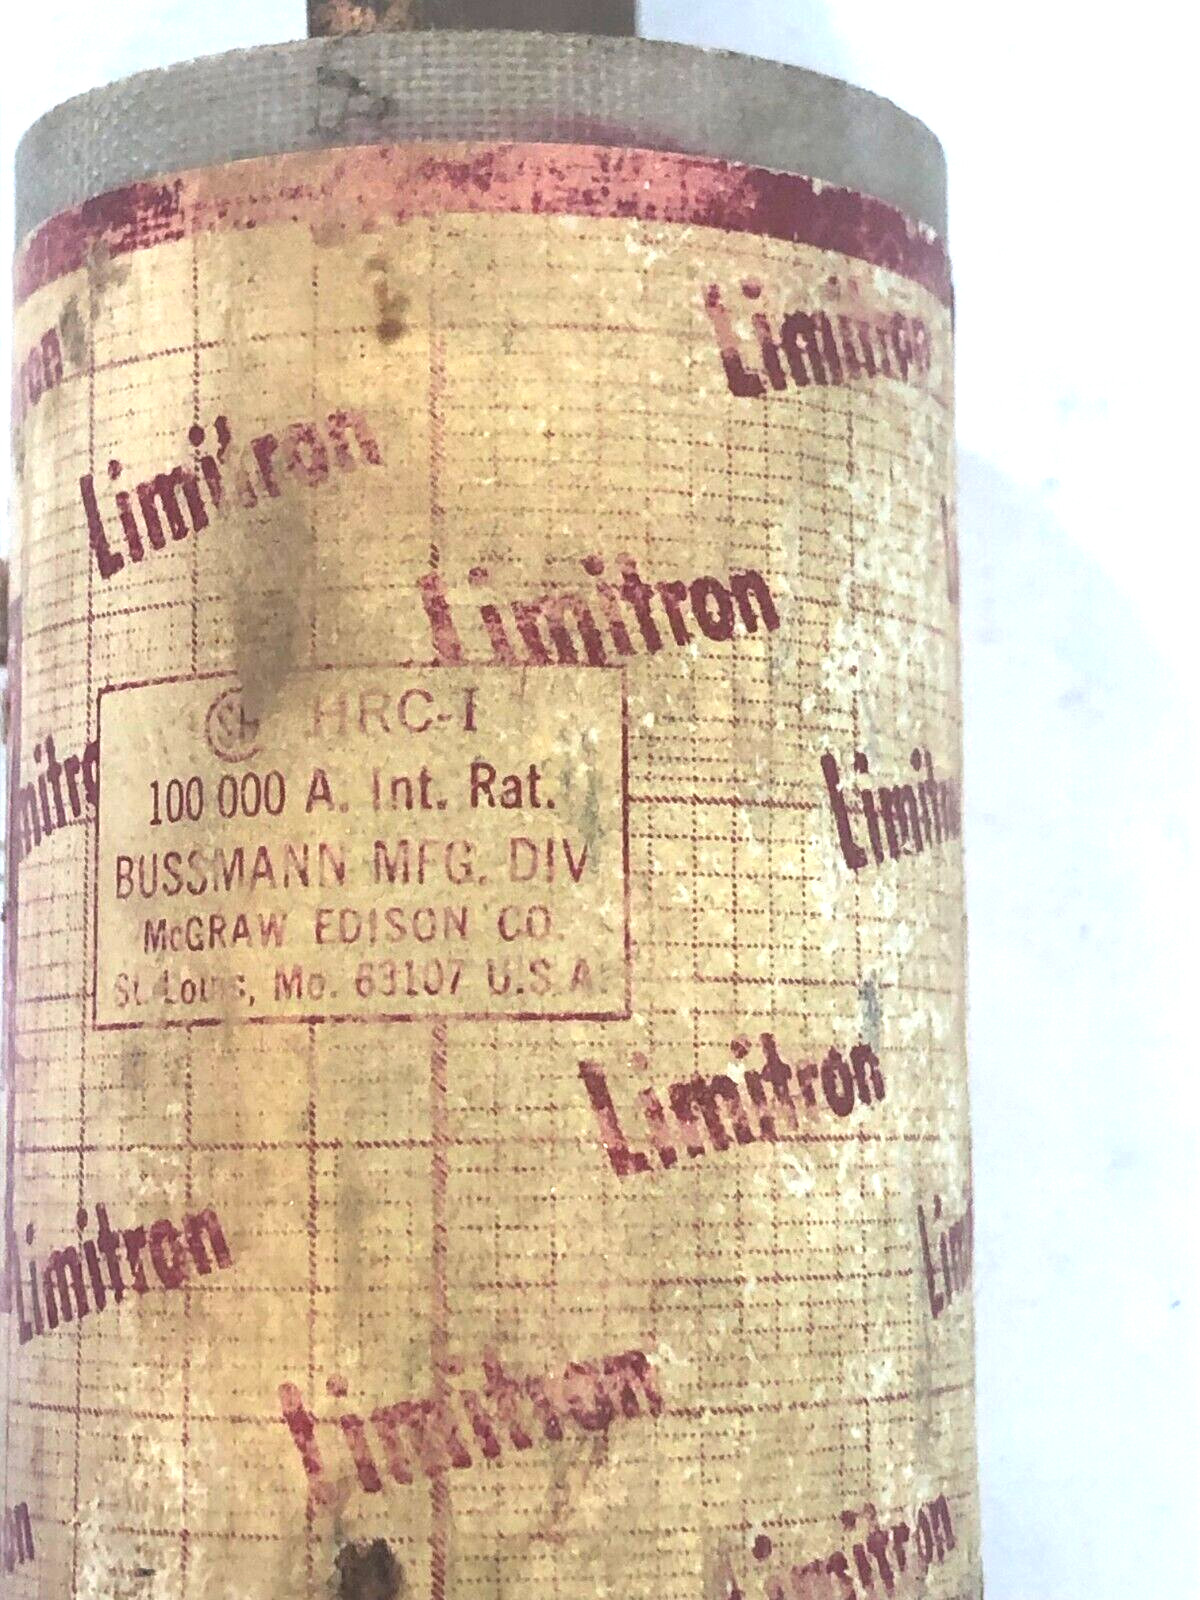 Limitron
Limitron
Limitron
HRC-I
100 000 A. Int. Rat.
BUSSMANN MFG. DIV
McGRAW EDISON CO.
St. Louis, Mo. 63107 U.S.A.
Limitron
Limitron
Limitron
Limitron
Limitron